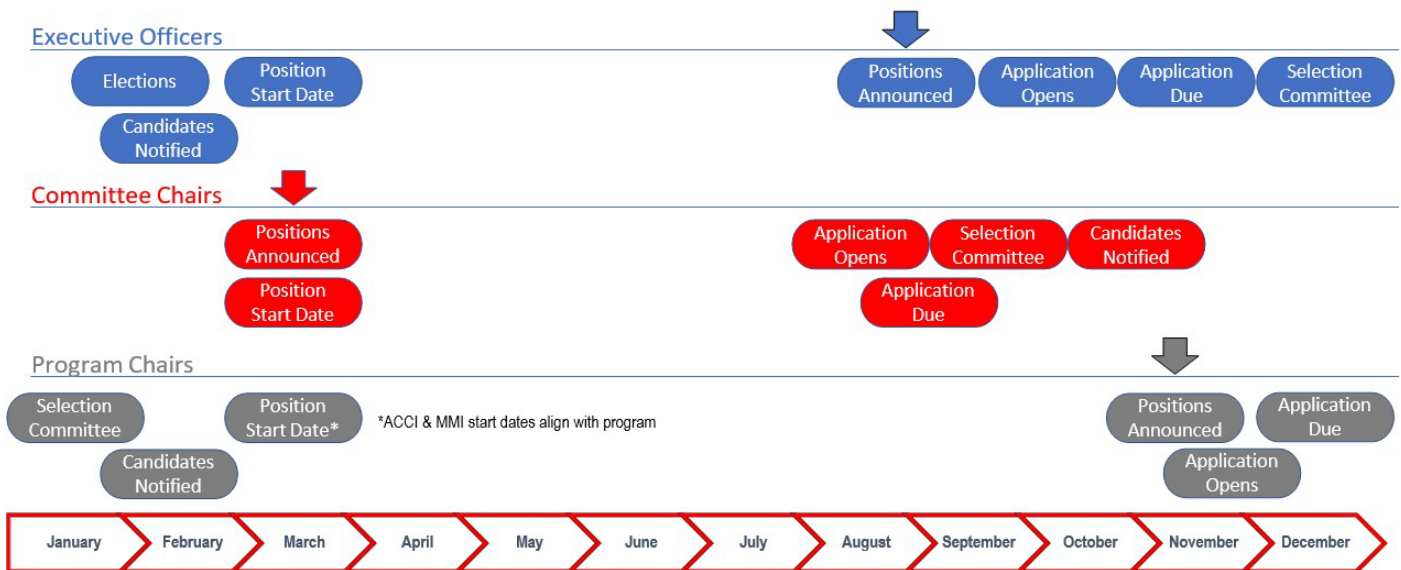 Executive Officers
Elections
Position
Start Date
Positions
Announced
Application
Opens
Application
Due
Selection
Committee
Candidates
Notified
Committee Chairs
Positions
Announced
Application
Opens
Selection
Committee
Candidates
Notified
Position
Start Date
Application
Due
Program Chairs
Selection
Committee
Position
Start Date*
*ACCI & MMI start dates align with program
Positions
Announced
Application
Due
Candidates
Notified
Application
Opens
January
February
March
April
May
June
July
August
September
October
November
December